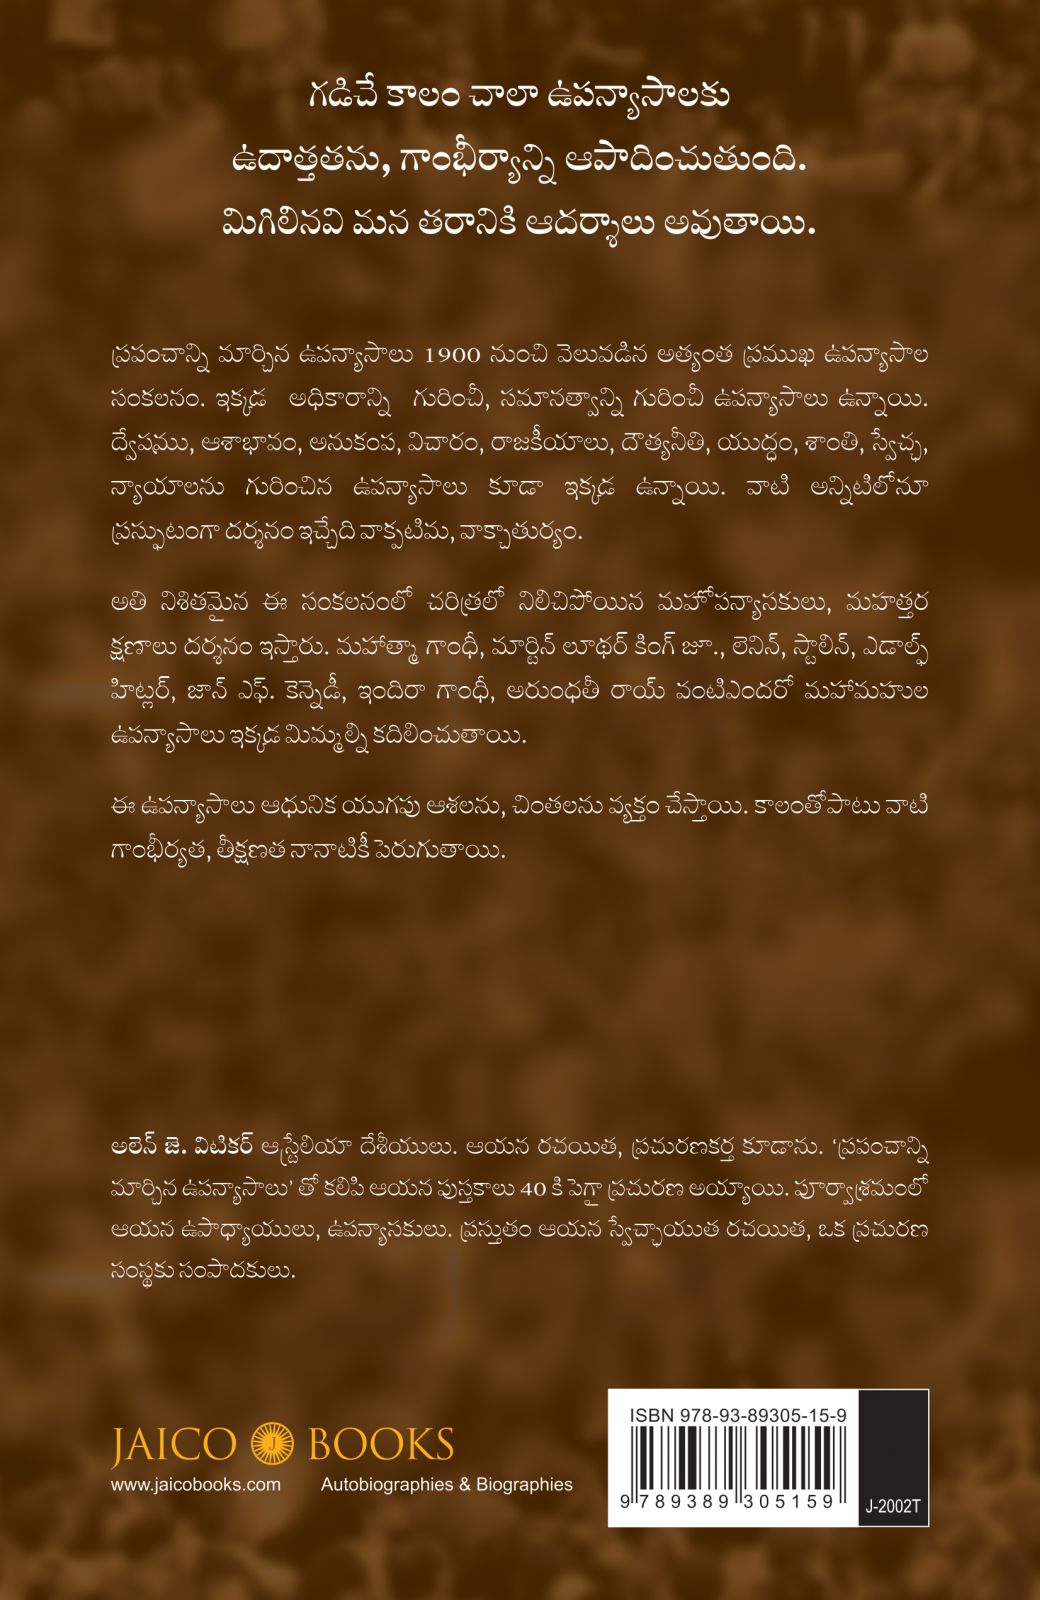 గడిచే కాలం చాలా ఉపన్యాసాలకు
ఉదాత్తతను, గాంభీర్యాన్ని ఆపాదించుతుంది.
మిగిలినవి మన తరానికి ఆదర్శాలు అవుతాయి.
ప్రపంచాన్ని మార్చిన ఉపన్యాసాలు 1900 నుంచి వెలువడిన అత్యంత ప్రముఖ ఉపన్యాసాల
సంకలనం. ఇక్కడ అధికారాన్ని గురించీ, సమానత్వాన్ని గురించీ ఉపన్యాసాలు ఉన్నాయి.
ద్వేషము, ఆశాభావం, అనుకంప, విచారం, రాజకీయాలు, దౌత్యనీతి, యుద్ధం, శాంతి, స్వేచ్ఛ,
న్యాయాలను గురించిన ఉపన్యాసాలు కూడా ఇక్కడ ఉన్నాయి. వాటి అన్నిటిలోనూ
ప్రస్ఫుటంగా దర్శనం ఇచ్చేది వాక్పటిమ, వాక్చాతుర్యం.
అతి నిశితమైన ఈ సంకలనంలో చరిత్రలో నిలిచిపోయిన మహోపన్యాసకులు, మహత్తర
క్షణాలు దర్శనం ఇస్తారు. మహాత్మా గాంధీ, మార్టిన్ లూథర్ కింగ్ జూ., లెనిన్, స్టాలిన్, ఎడాల్ఫ్
హిట్లర్, జాన్ ఎఫ్. కెన్నెడీ, ఇందిరా గాంధీ, అరుంధతీ రాయ్ వంటిఎందరో మహామహుల
ఉపన్యాసాలు ఇక్కడ మిమ్మల్ని కదిలించుతాయి.
ఈ ఉపన్యాసాలు ఆధునిక యుగపు ఆశలను, చింతలను వ్యక్తం చేస్తాయి. కాలంతోపాటు వాటి
గాంభీర్యత, తీక్షణత నానాటికీ పెరుగుతాయి.
అలెన్ జె. విటికర్ ఆస్ట్రేలియా దేశీయులు. ఆయన రచయిత, ప్రచురణకర్త కూడాను. ‘ప్రపంచాన్ని
మార్చిన ఉపన్యాసాలు’ తో కలిపి ఆయన పుస్తకాలు 40 కి పైగా ప్రచురణ అయ్యాయి. పూర్వాశ్రమంలో
ఆయన ఉపాధ్యాయులు, ఉపన్యాసకులు. ప్రస్తుతం ఆయన స్వేచ్ఛాయుత రచయిత, ఒక ప్రచురణ
సంస్థకు సంపాదకులు.
JAICO J BOOKS
www.jaicobooks.com Autobiographies & Biographies
ISBN 978-93-89305-15-9
9 789389 305159
J-2002T